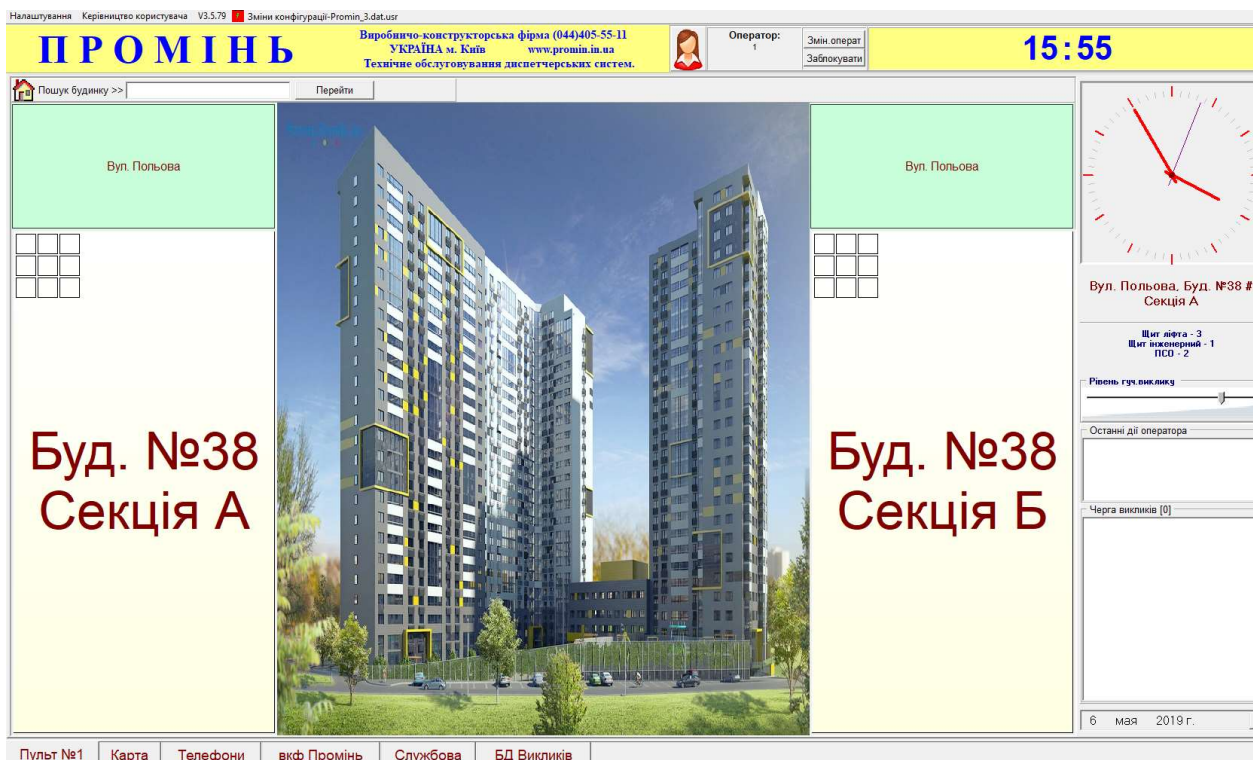 Налаштування Керівництво користувача V3.5.79 Зміни конфігурації-Promin_3.dat.usr
ПРОМІНЬ
Виробничо-конструкторська фірма (044)405-55-11
УКРАЇНА м. Київ www.promin.in.ua
Технічне обслуговування диспетчерських систем.
Оператор:
1
Змін.операт
Заблокувати
15:55
Пошук будинку >>
Перейти
Вул. Польова
Вул. Польова
Буд. №38
Секція А
Буд. №38
Секція Б
Вул. Польова, Буд. №38 #
Секція А
Щит ліфта - 3
Щит інженерний - 1
ПСО - 2
Рівень гуч.виклику
Останні дії оператора
Черга викликів [0]
6 мая 2019 г.
Пульт №1 Карта Телефони вкф Промінь Службова БД Викликів